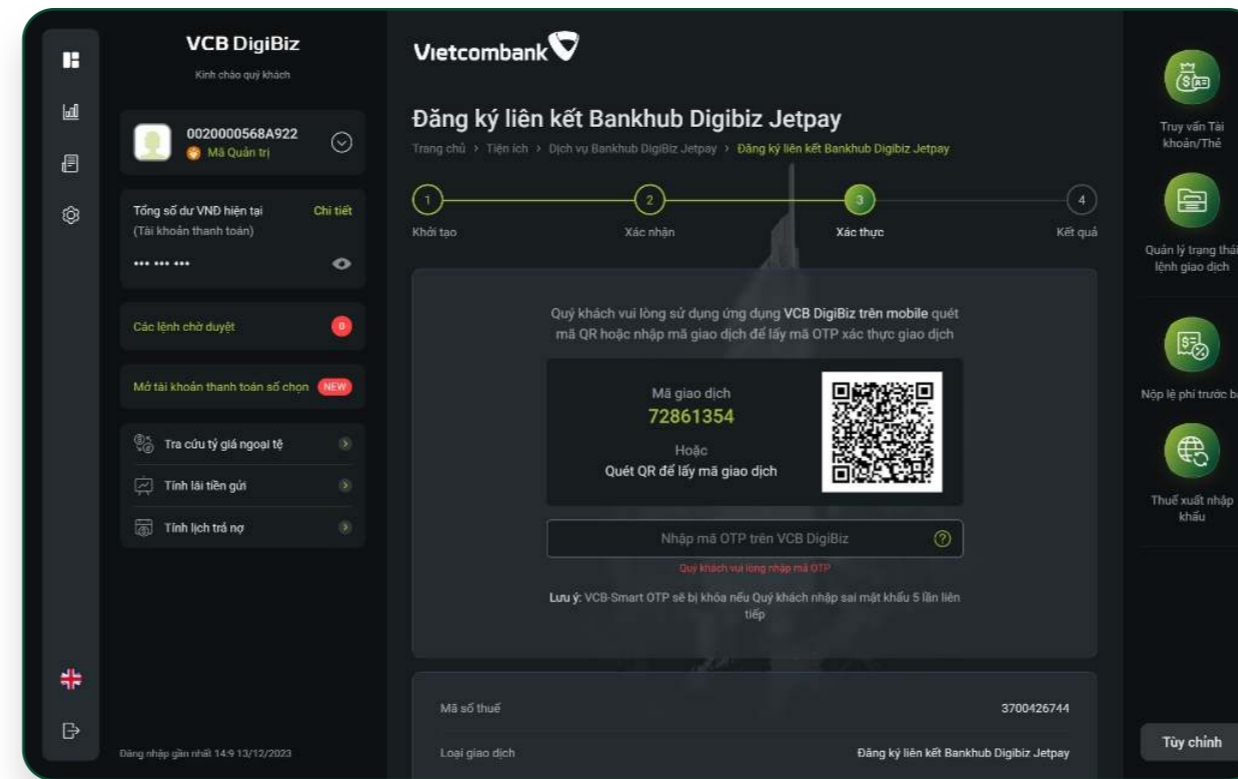 VCB DigiBiz
Kính chào quý khách
0020000568A922
Mã Quản trị
Tổng số dư VNĐ hiện tại
Chi tiết
(Tài khoản thanh toán)
*** *** ***
Các lệnh chờ duyệt
0
Mở tài khoản thanh toán số chọn
NEW
Tra cứu tỷ giá ngoại tệ
Tính lãi tiền gửi
Tính lịch trả nợ
Đăng nhập gần nhất 14:9 13/12/2023
Vietcombank
Đăng ký liên kết Bankhub Digibiz Jetpay
Trang chủ > Tiện ích > Dịch vụ Bankhub DigiBiz Jetpay > Đăng ký liên kết Bankhub Digibiz Jetpay
1
2
3
4
Khởi tạo
Xác nhận
Xác thực
Kết quả
Quý khách vui lòng sử dụng ứng dụng VCB DigiBiz trên mobile quét
mã QR hoặc nhập mã giao dịch để lấy mã OTP xác thực giao dịch
Mã giao dịch
72861354
Hoặc
Quét QR để lấy mã giao dịch
Nhập mã OTP trên VCB DigiBiz
Quý khách vui lòng nhập mã OTP
Lưu ý: VCB-Smart OTP sẽ bị khóa nếu Quý khách nhập sai mật khẩu 5 lần liên
tiếp
Mã số thuế
3700426744
Loại giao dịch
Đăng ký liên kết Bankhub Digibiz Jetpay
Truy vấn Tài
khoản/Thẻ
Quản lý trạng thái
lệnh giao dịch
Nộp lệ phí trước
Thuế xuất nhập
khẩu
Tùy chỉnh